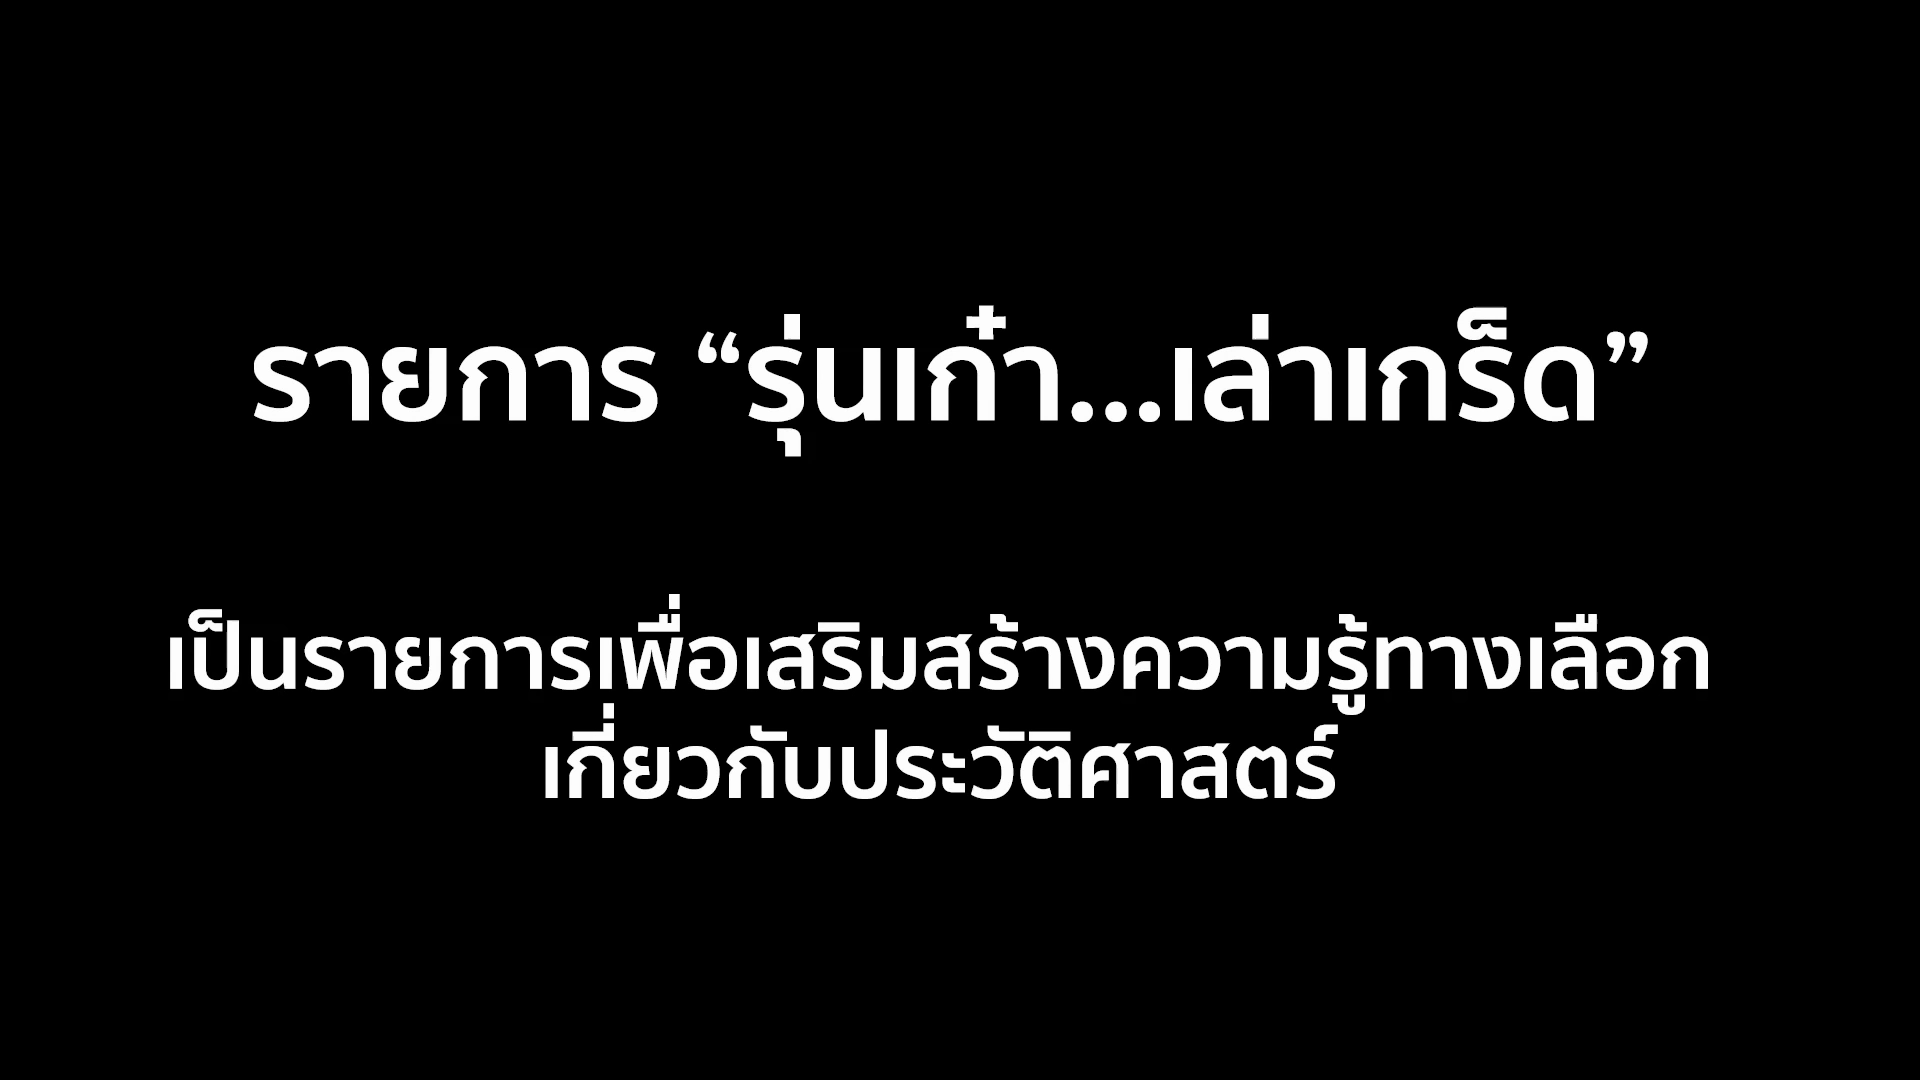 รายการ “รุ่นเก๋า...เล่าเกร็ด”
เป็นรายการเพื่อเสริมสร้างความรู้ทางเลือก
เกี่ยวกับประวัติศาสตร์